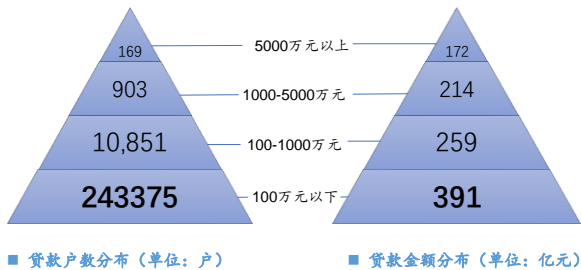 169 5000万元以上 172
903 1000-5000万元 214
10,851 100-1000万元 259
243375 100万元以下 391
■ 贷款户数分布（单位：户） ■ 贷款金额分布（单位：亿元）